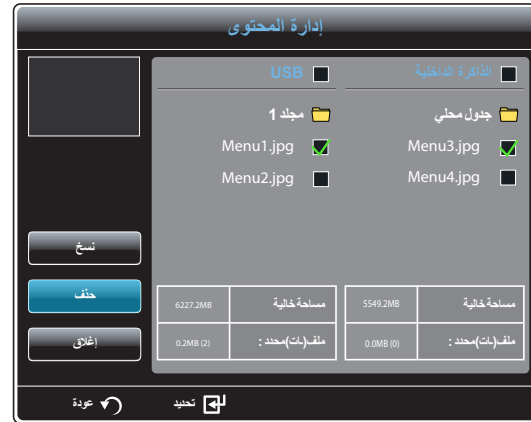 إدارة المحتوى
الذاكرة الداخلية
USB
جدول محلي
مجلد 1
Menu3.jpg
Menu1.jpg
Menu4.jpg
Menu2.jpg
نسخ
حذف
إغلاق
مساحة خالية
5549.2MB
مساحة خالية
6227.2MB
ملف(ـات)محدد :
0.0MB (0)
ملف(ـات)محدد :
0.2MB (2)
تحديد
عودة